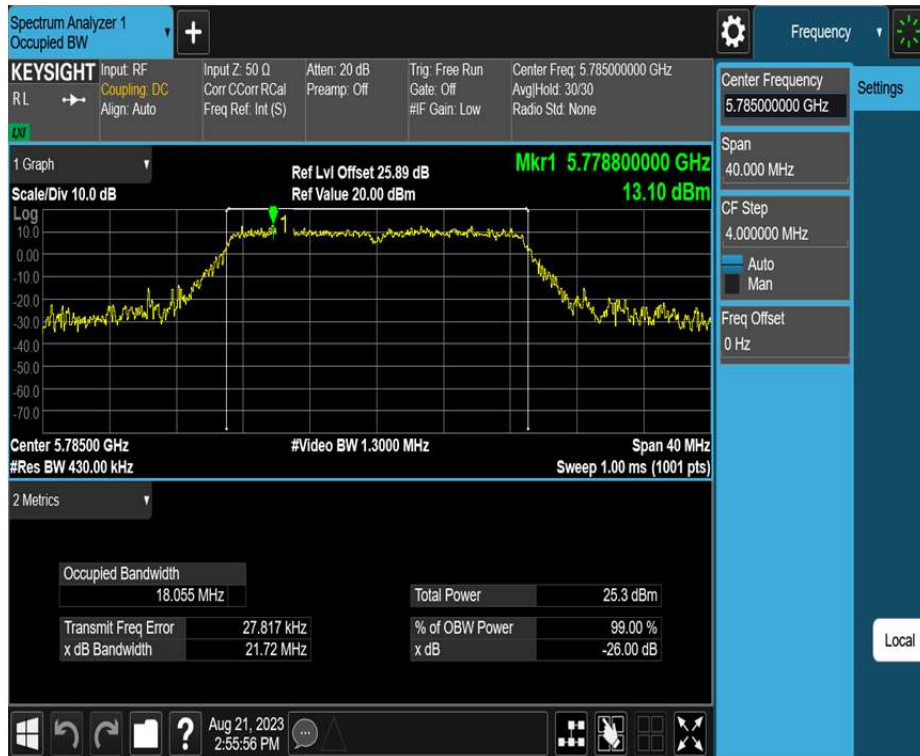 Spectrum Analyzer 1
Occupied BW
+
Frequency
KEYSIGHT
RL
LXI
Input: RF
Coupling: DC
Align: Auto
Input Z: 50 Ω
Corr CCorr RCal
Freq Ref: Int (S)
Atten: 20 dB
Preamp: Off
Trig: Free Run
Gate: Off
#IF Gain: Low
Center Freq: 5.785000000 GHz
Avg|Hold: 30/30
Radio Std: None
Center Frequency
5.785000000 GHz
Settings
Span
40.000 MHz
CF Step
4.000000 MHz
Auto
Man
Freq Offset
0 Hz
Local
1 Graph
Scale/Div 10.0 dB
Ref Lvl Offset 25.89 dB
Ref Value 20.00 dBm
Mkr1 5.778800000 GHz
13.10 dBm
Log
10.0
0.00
-10.0
-20.0
-30.0
-40.0
-50.0
-60.0
-70.0
1
Center 5.78500 GHz
#Video BW 1.3000 MHz
Span 40 MHz
#Res BW 430.00 kHz
Sweep 1.00 ms (1001 pts)
2 Metrics
Occupied Bandwidth
18.055 MHz
Total Power 25.3 dBm
Transmit Freq Error 27.817 kHz
% of OBW Power 99.00 %
x dB Bandwidth 21.72 MHz
x dB -26.00 dB
?
Aug 21, 2023
2:55:56 PM